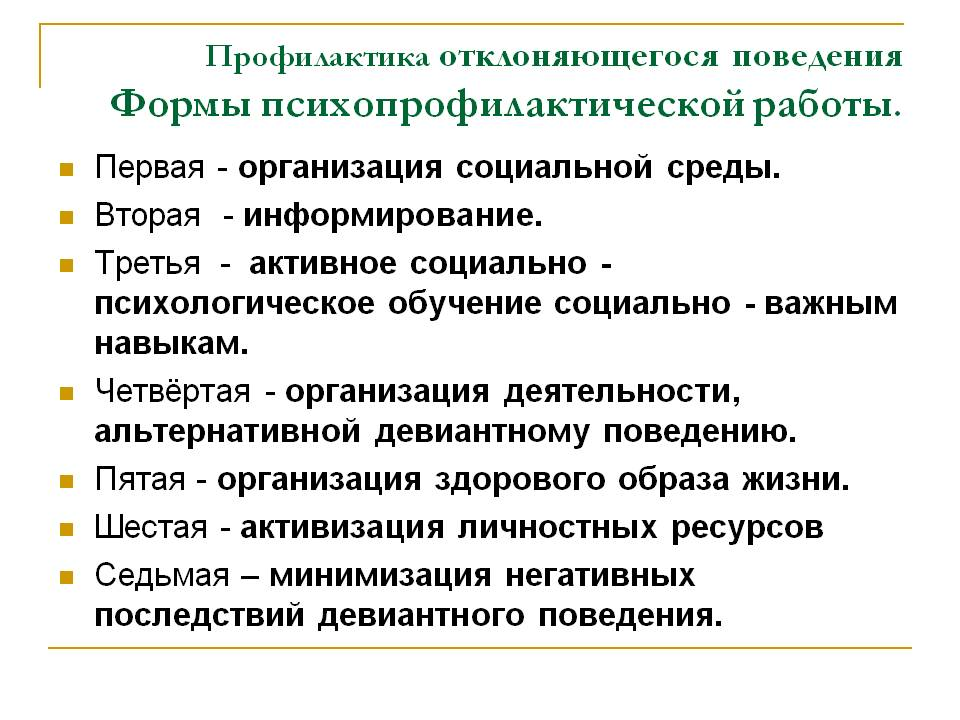 Профилактика отклоняющегося поведения
Формы психопрофилактической работы.
Первая - организация социальной среды.
Вторая - информирование.
Третья - активное социально -
психологическое обучение социально - важным
навыкам.
Четвёртая - организация деятельности,
альтернативной девиантному поведению.
Пятая - организация здорового образа жизни.
Шестая - активизация личностных ресурсов
Седьмая – минимизация негативных
последствий девиантного поведения.